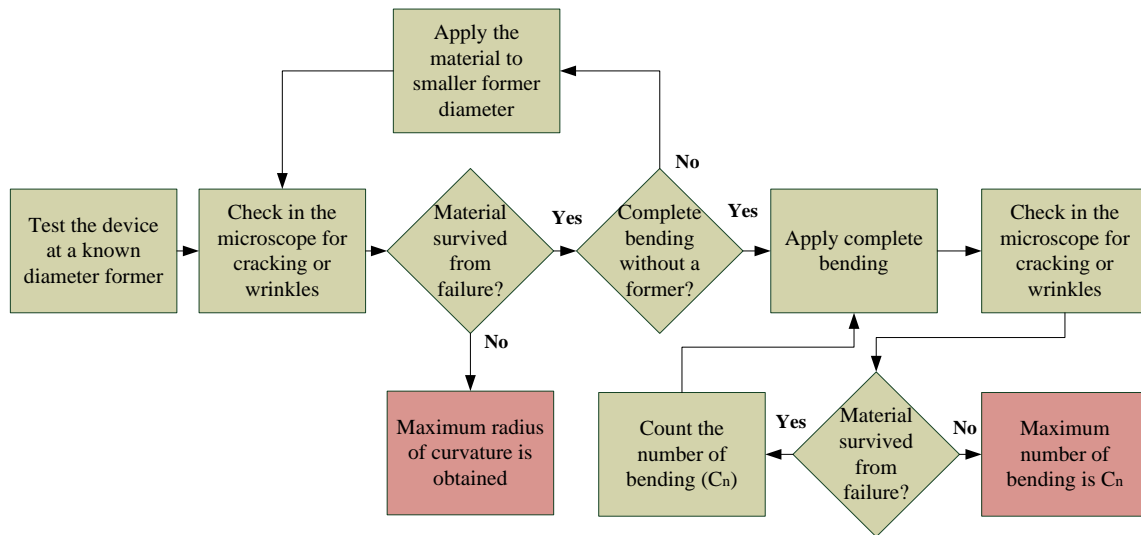 Apply the
material to
smaller former
diameter
No
Test the device
at a known
diameter former
Check in the
microscope for
cracking or
wrinkles
Material
survived
from
failure?
Yes
Complete
bending
without a
former?
Yes
Apply complete
bending
Check in the
microscope for
cracking or
wrinkles
No
Maximum radius
of curvature is
obtained
Count the
number of
bending (Cn)
Yes
Material
survived
from
failure?
No
Maximum
number of
bending is Cn